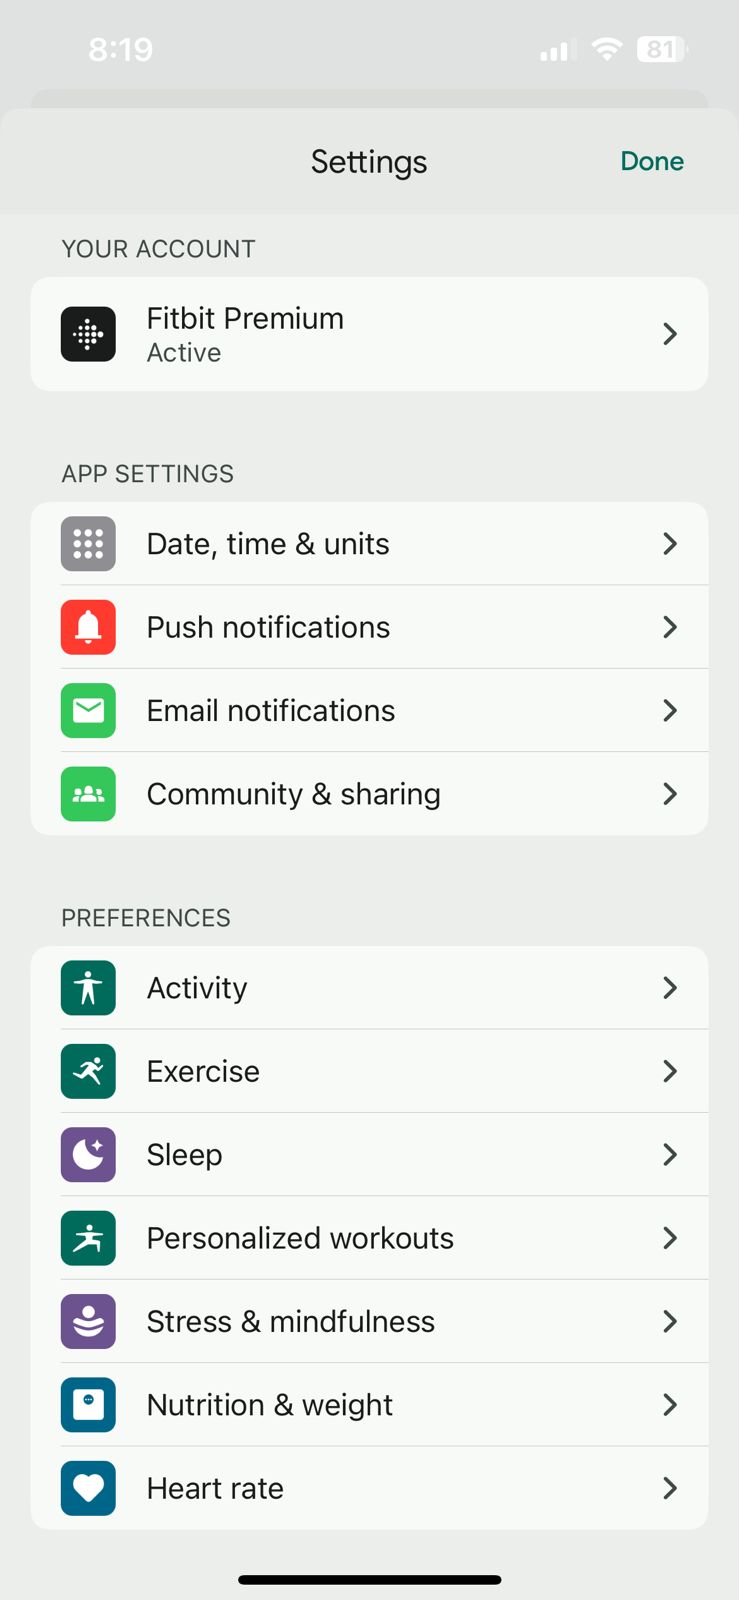 8:19
81
Settings
Done
YOUR ACCOUNT
Fitbit Premium
Active
APP SETTINGS
Date, time & units
Push notifications
Email notifications
Community & sharing
PREFERENCES
Activity
Exercise
Sleep
Personalized workouts
Stress & mindfulness
Nutrition & weight
Heart rate